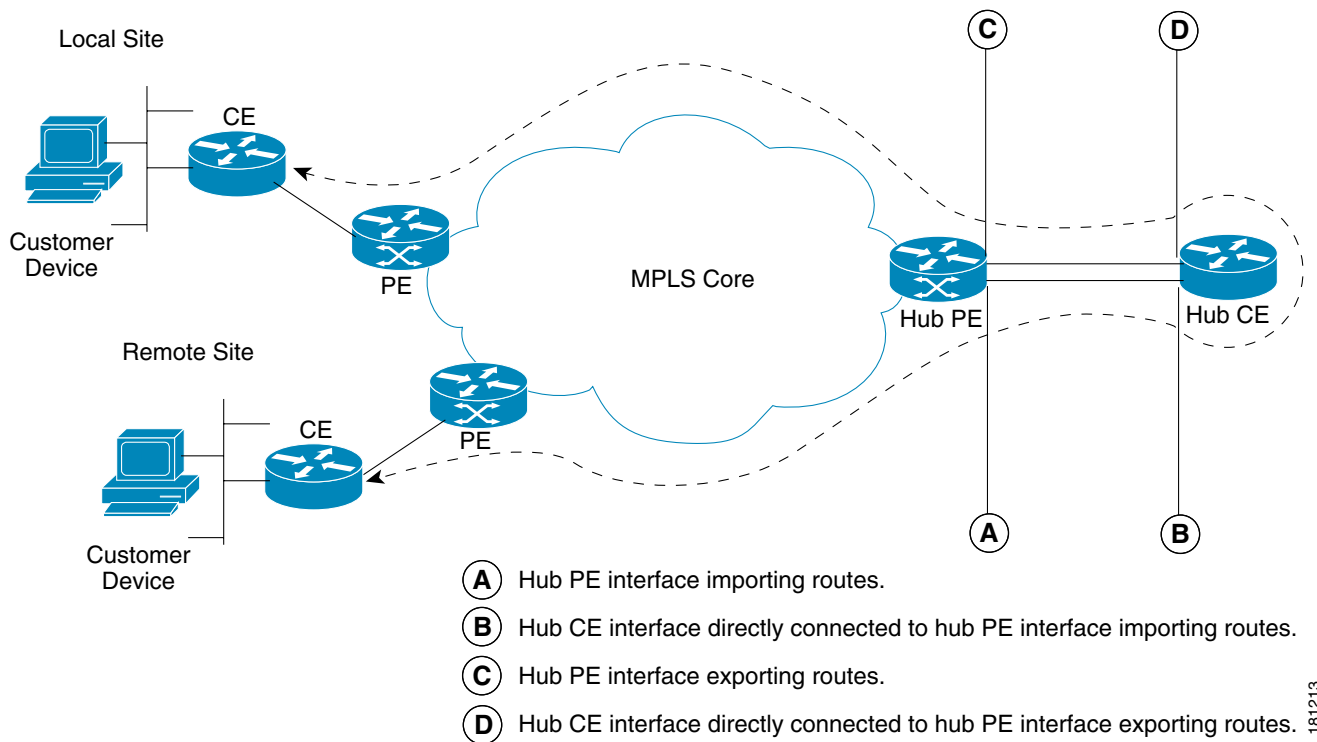 C
D
Local Site
CE
Customer
Device
PE
MPLS Core
Hub PE
Hub CE
Remote Site
CE
PE
Customer
Device
A
B
A Hub PE interface importing routes.
B Hub CE interface directly connected to hub PE interface importing routes.
C Hub PE interface exporting routes.
D Hub CE interface directly connected to hub PE interface exporting routes.
181213